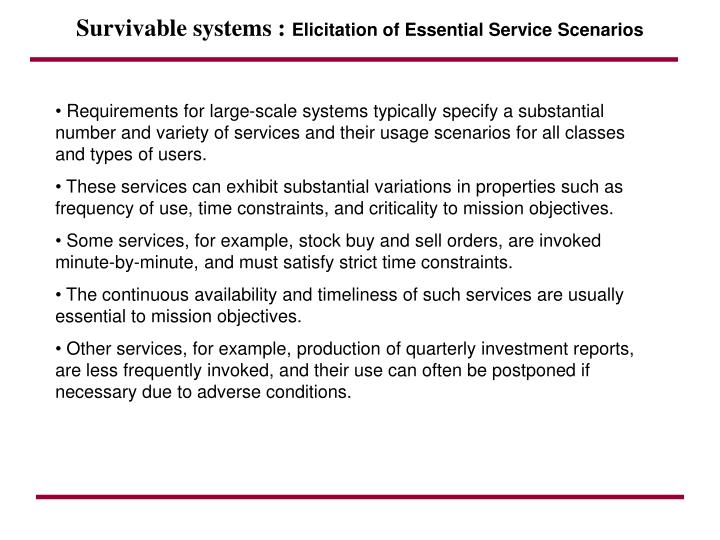 Survivable systems : Elicitation of Essential Service Scenarios
• Requirements for large-scale systems typically specify a substantial
number and variety of services and their usage scenarios for all classes
and types of users.
• These services can exhibit substantial variations in properties such as
frequency of use, time constraints, and criticality to mission objectives.
• Some services, for example, stock buy and sell orders, are invoked
minute-by-minute, and must satisfy strict time constraints.
• The continuous availability and timeliness of such services are usually
essential to mission objectives.
• Other services, for example, production of quarterly investment reports,
are less frequently invoked, and their use can often be postponed if
necessary due to adverse conditions.